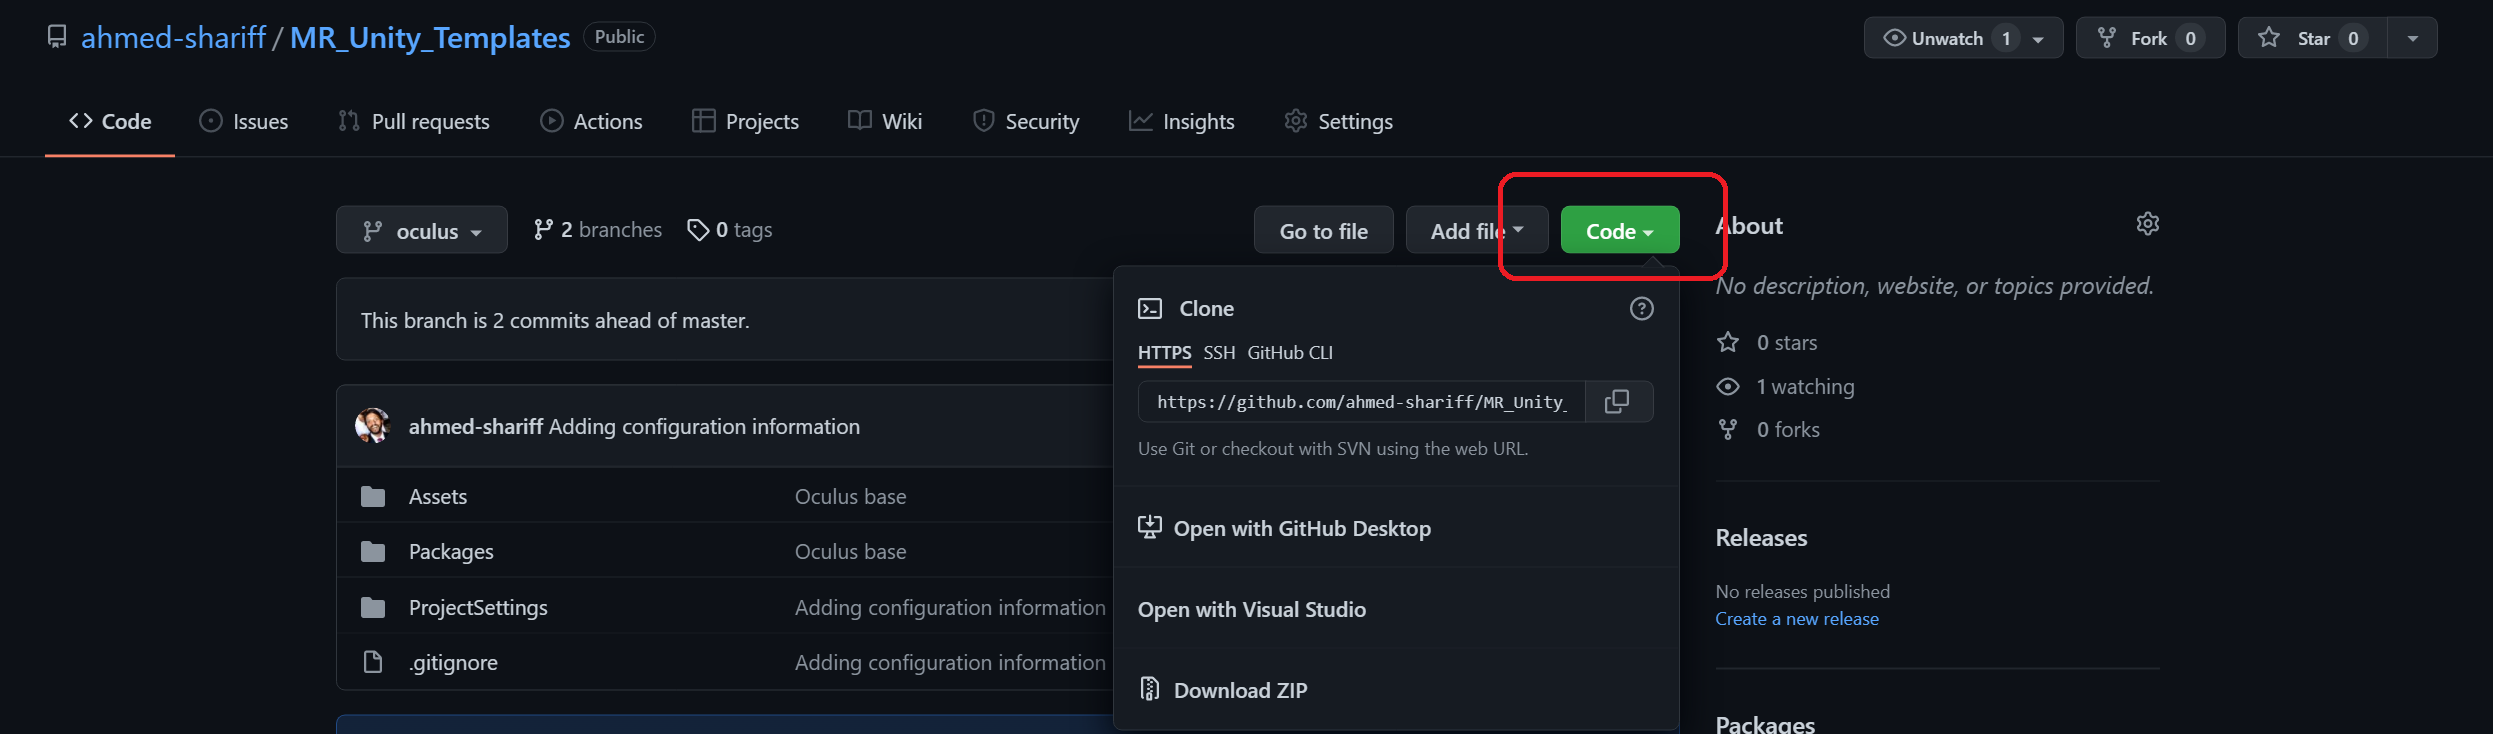 ahmed-shariff / MR_Unity_Templates Public
Unwatch 1
Fork 0
Star 0
Code Issues Pull requests Actions Projects Wiki Security Insights Settings
oculus 2 branches 0 tags
Go to file Add file Code
This branch is 2 commits ahead of master.
ahmed-shariff Adding configuration information
Assets Oculus base
Packages Oculus base
ProjectSettings Adding configuration information
.gitignore Adding configuration information
Clone
HTTPS SSH GitHub CLI
https://github.com/ahmed-shariff/MR_Unity_
Use Git or checkout with SVN using the web URL.
Open with GitHub Desktop
Open with Visual Studio
Download ZIP
About
No description, website, or topics provided.
0 stars
1 watching
0 forks
Releases
No releases published
Create a new release
Packages